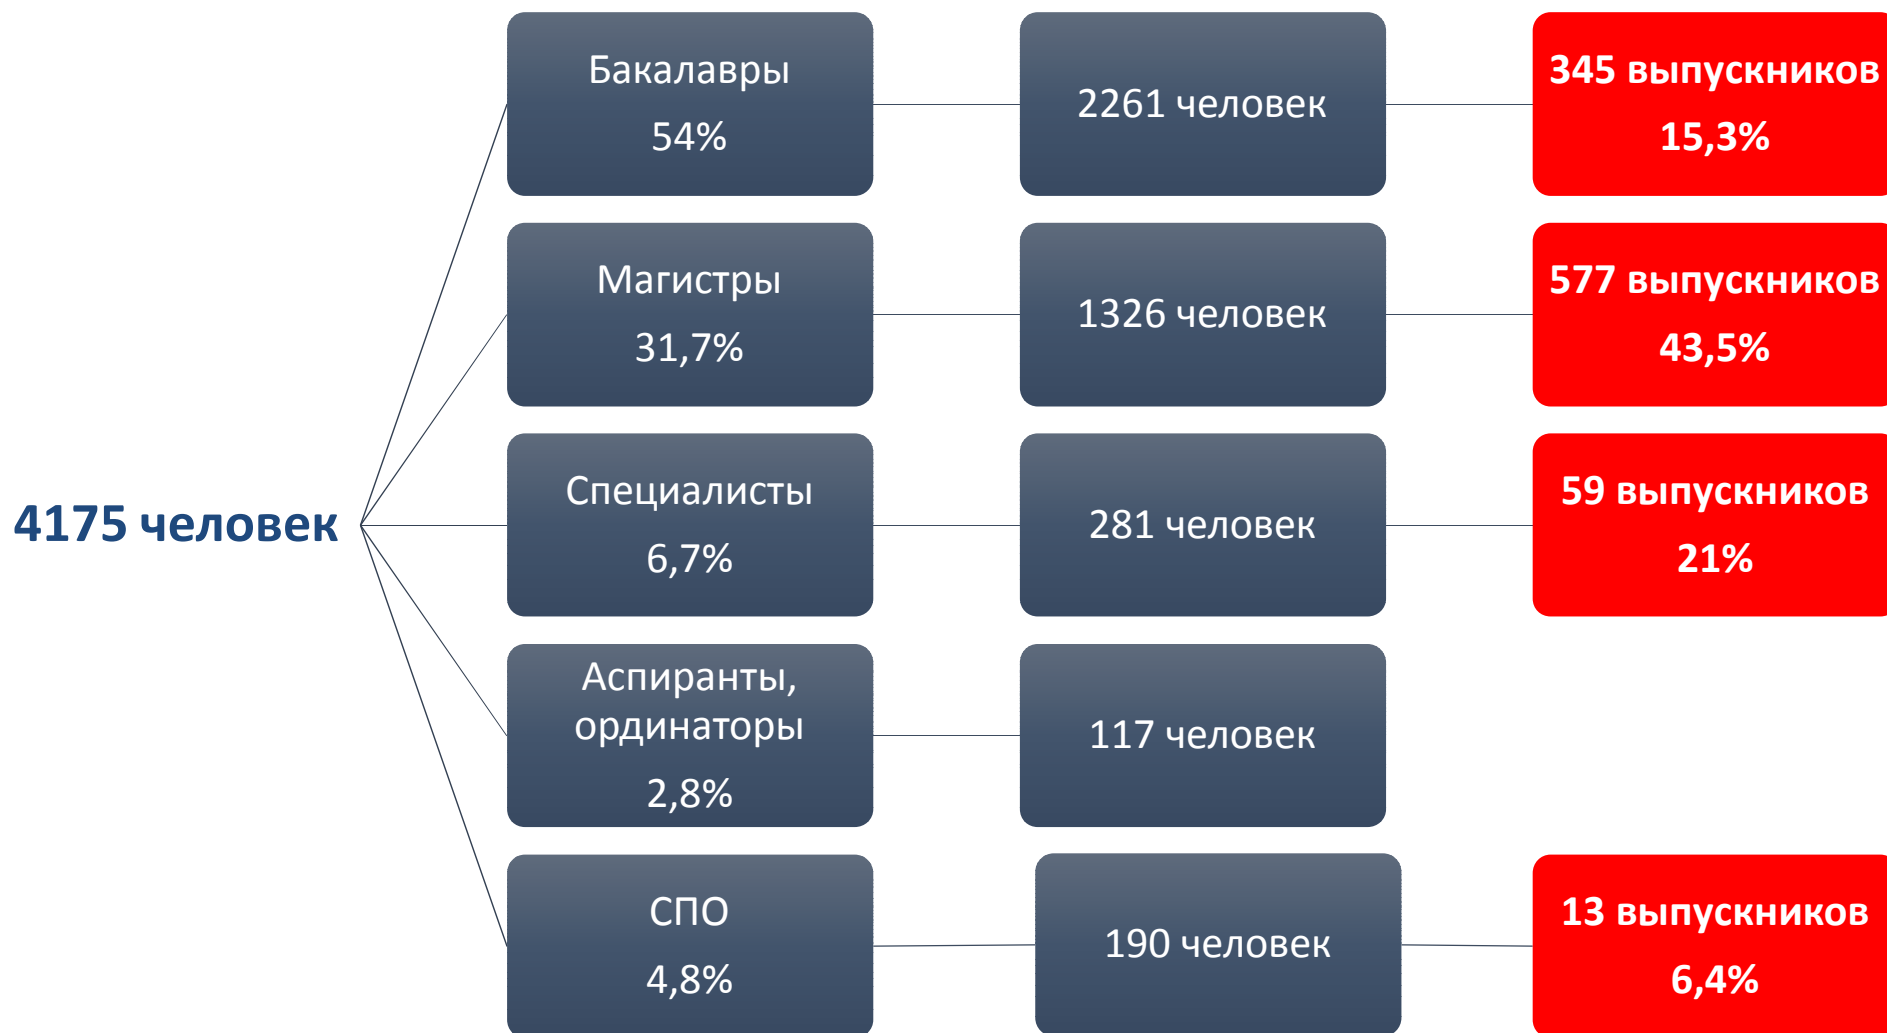 4175 человек
Бакалавры
54%
2261 человек
345 выпускников
15,3%
Магистры
31,7%
1326 человек
577 выпускников
43,5%
Специалисты
6,7%
281 человек
59 выпускников
21%
Аспиранты,
ординаторы
2,8%
117 человек
СПО
4,8%
190 человек
13 выпускников
6,4%